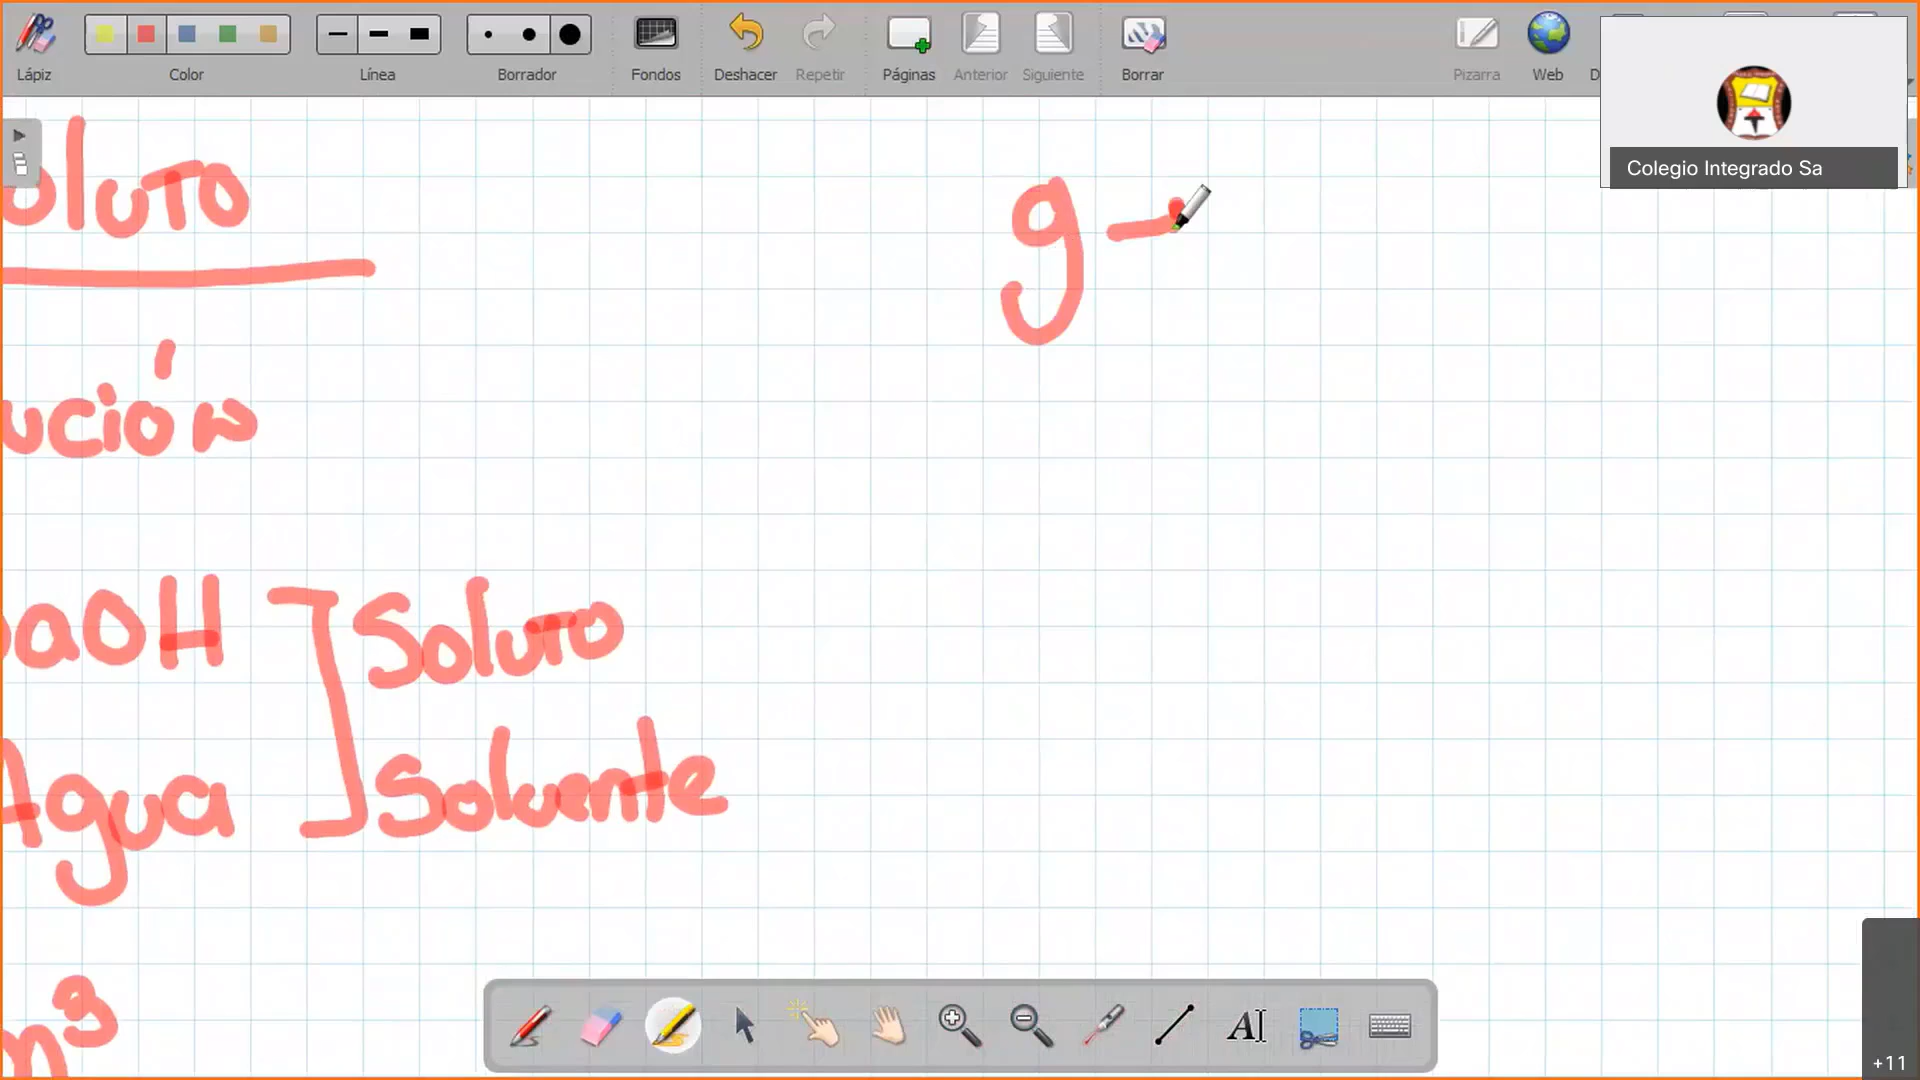 Lápiz
Color
Línea
Borrador
Fondos
Deshacer
Repetir
Páginas
Anterior
Siguiente
Borrar
Pizarra
Web
D
Colegio Integrado Sa
oluto
g
ución
aOH
Soluto
Agua
Solvente
m³
AI
+11